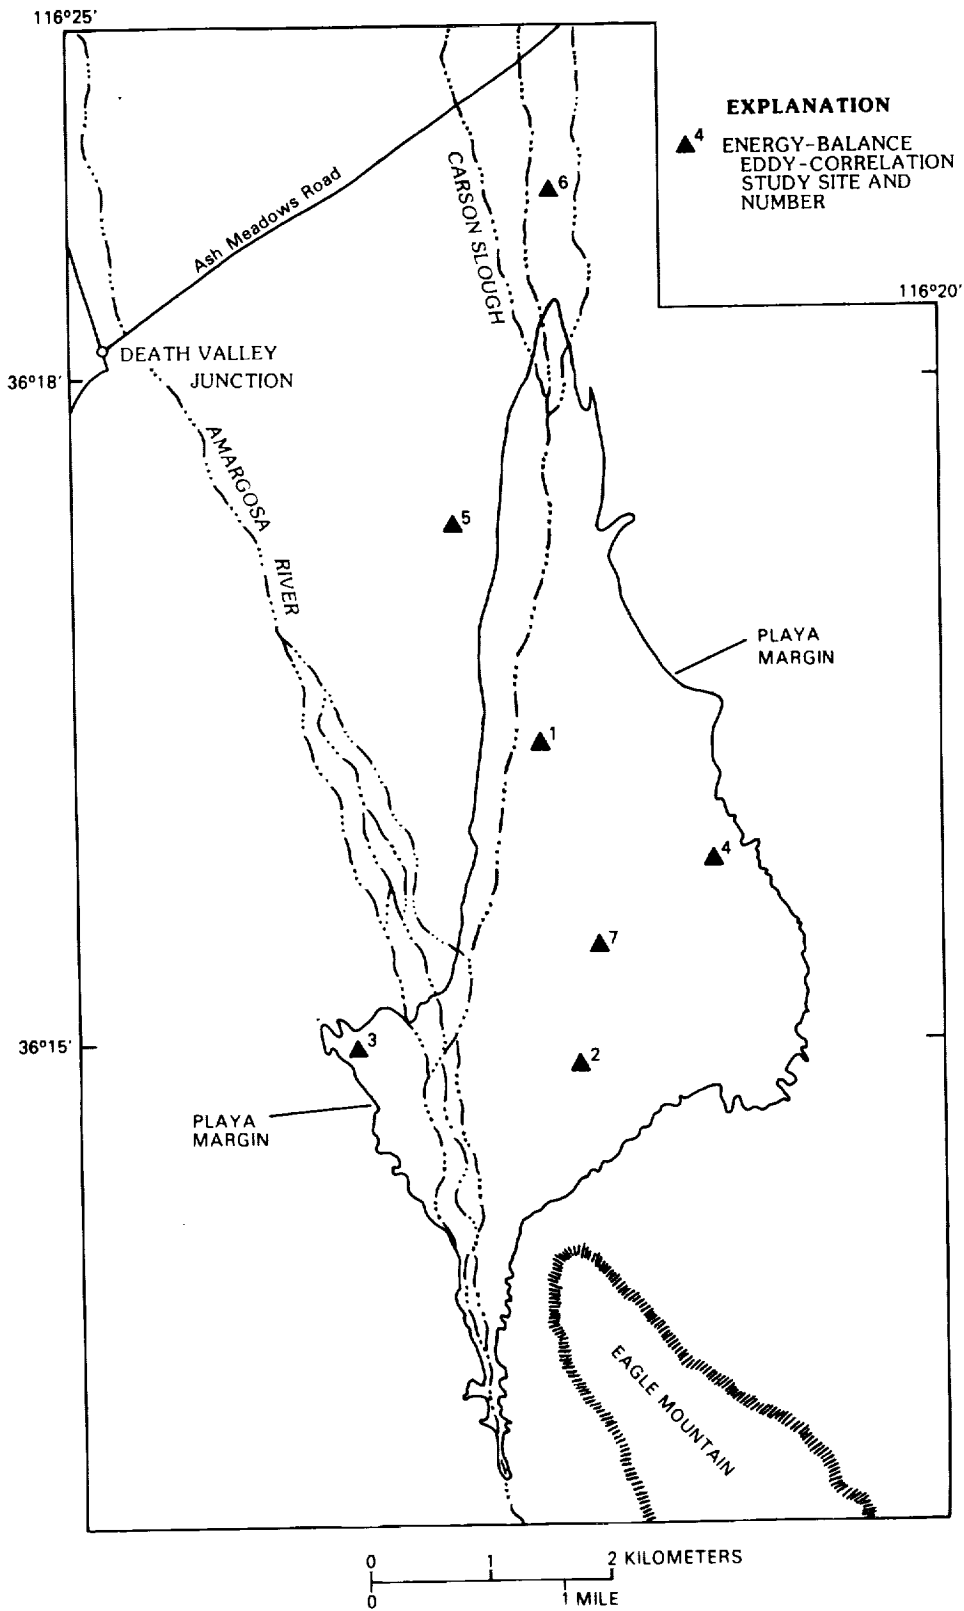 116°25'
EXPLANATION
4
ENERGY-BALANCE
EDDY-CORRELATION
STUDY SITE AND
NUMBER
6
CARSON SLOUGH
Ash Meadows Road
116°20'
DEATH VALLEY
JUNCTION
36°18'
AMARGOSA
RIVER
5
PLAYA
MARGIN
1
4
7
36°15'
3
2
PLAYA
MARGIN
EAGLE MOUNTAIN
0 1 2 KILOMETERS
0 1 MILE